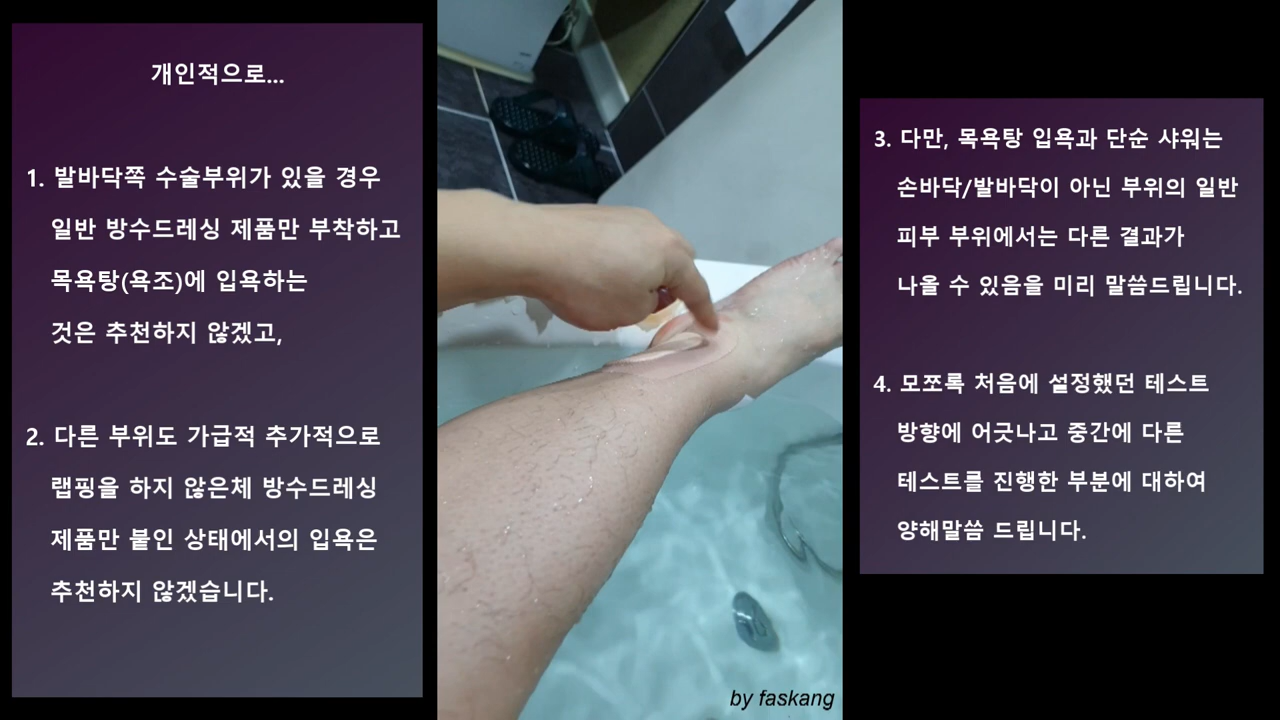 개인적으로...
1. 발바닥쪽 수술부위가 있을 경우
일반 방수드레싱 제품만 부착하고
목욕탕(욕조)에 입욕하는
것은 추천하지 않겠고,
2. 다른 부위도 가급적 추가적으로
랩핑을 하지 않은체 방수드레싱
제품만 붙인 상태에서의 입욕은
추천하지 않겠습니다.
3. 다만, 목욕탕 입욕과 단순 샤워는
손바닥/발바닥이 아닌 부위의 일반
피부 부위에서는 다른 결과가
나올 수 있음을 미리 말씀드립니다.
4. 모쪼록 처음에 설정했던 테스트
방향에 어긋나고 중간에 다른
테스트를 진행한 부분에 대하여
양해말씀 드립니다.
by faskang